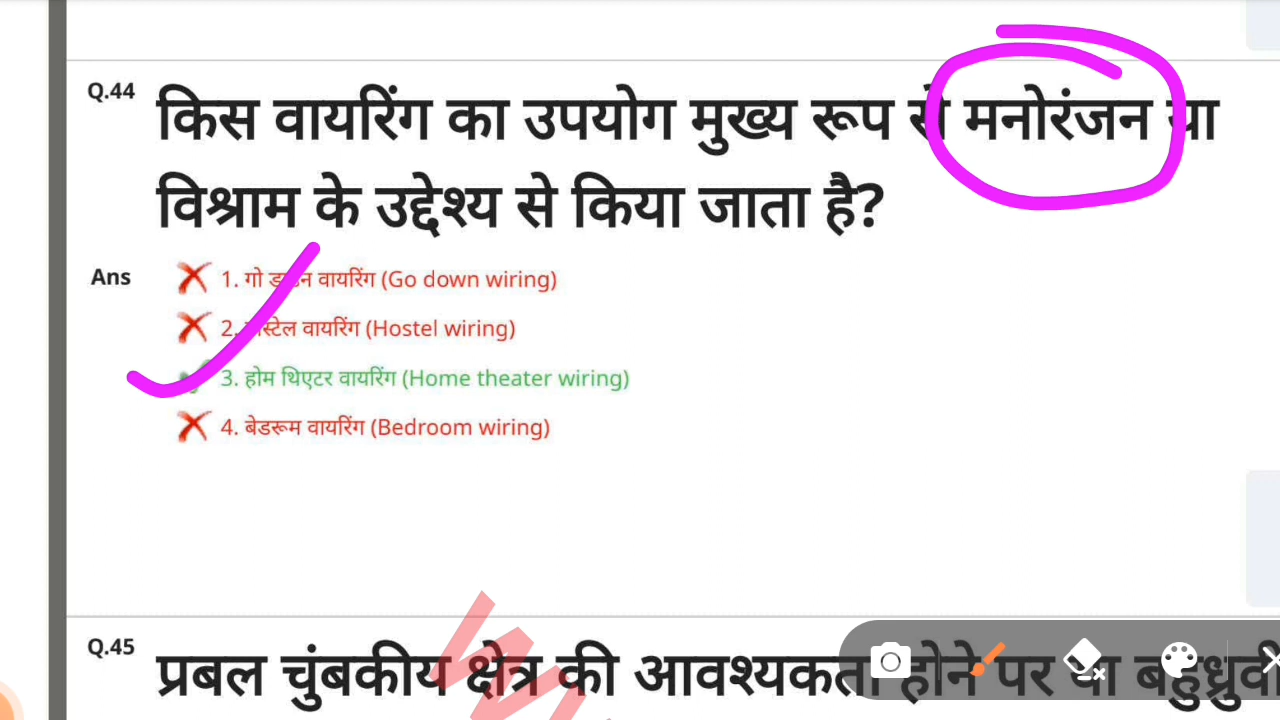 Q.44 किस वायरिंग का उपयोग मुख्य रूप से मनोरंजन या
विश्राम के उद्देश्य से किया जाता है?
Ans 1. गो डाउन वायरिंग (Go down wiring)
2. हॉस्टेल वायरिंग (Hostel wiring)
3. होम थिएटर वायरिंग (Home theater wiring)
4. बेडरूम वायरिंग (Bedroom wiring)
Q.45 प्रबल चुंबकीय क्षेत्र की आवश्यकता होने पर या